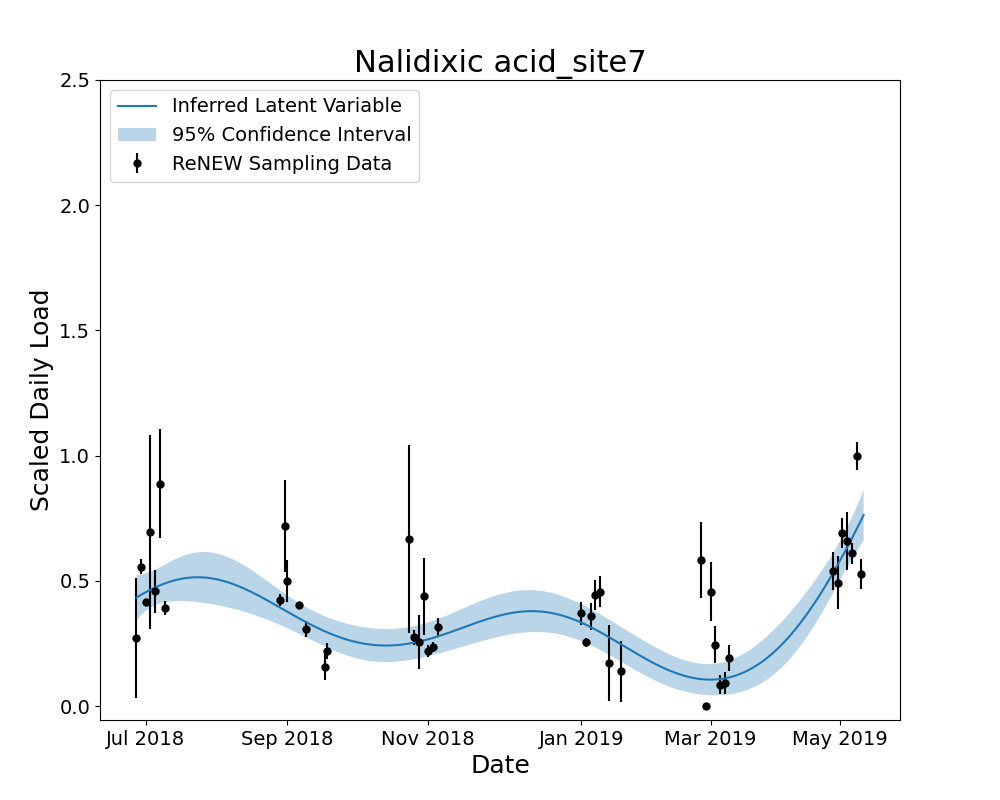 Nalidixic acid_site7
2.5
Inferred Latent Variable
95% Confidence Interval
ReNEW Sampling Data
2.0
1.5
1.0
0.5
0.0
Scaled Daily Load
Jul 2018 Sep 2018 Nov 2018 Jan 2019 Mar 2019 May 2019
Date